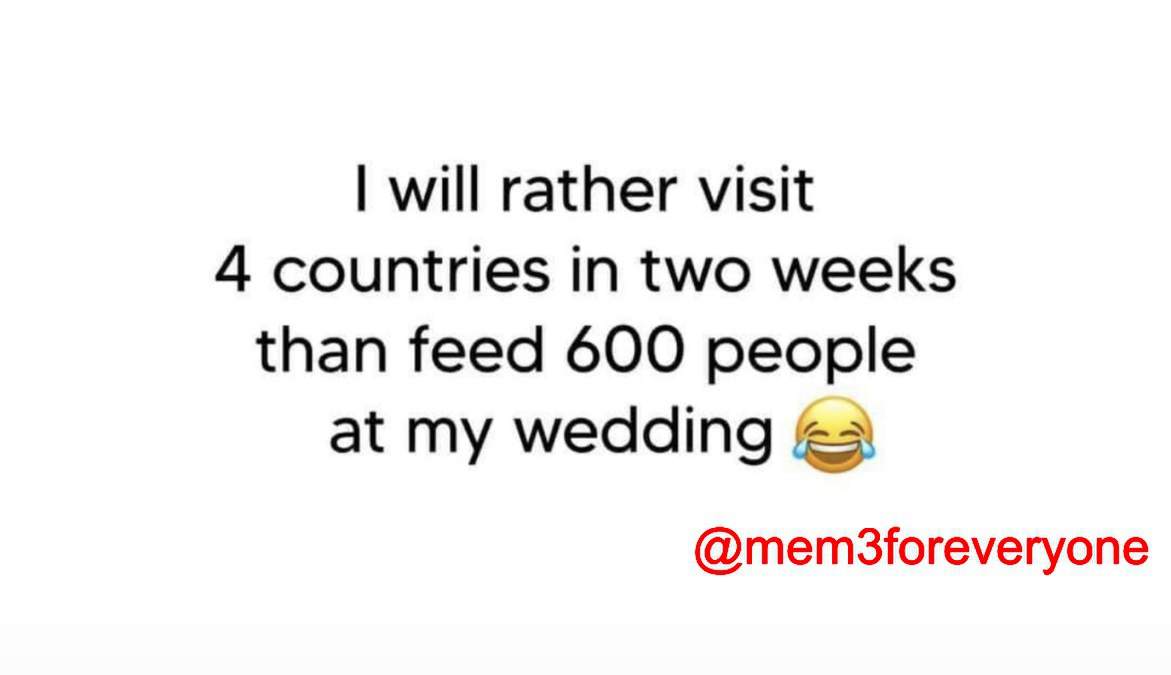 I will rather visit
4 countries in two weeks
than feed 600 people
at my wedding 😂
@mem3foreveryone